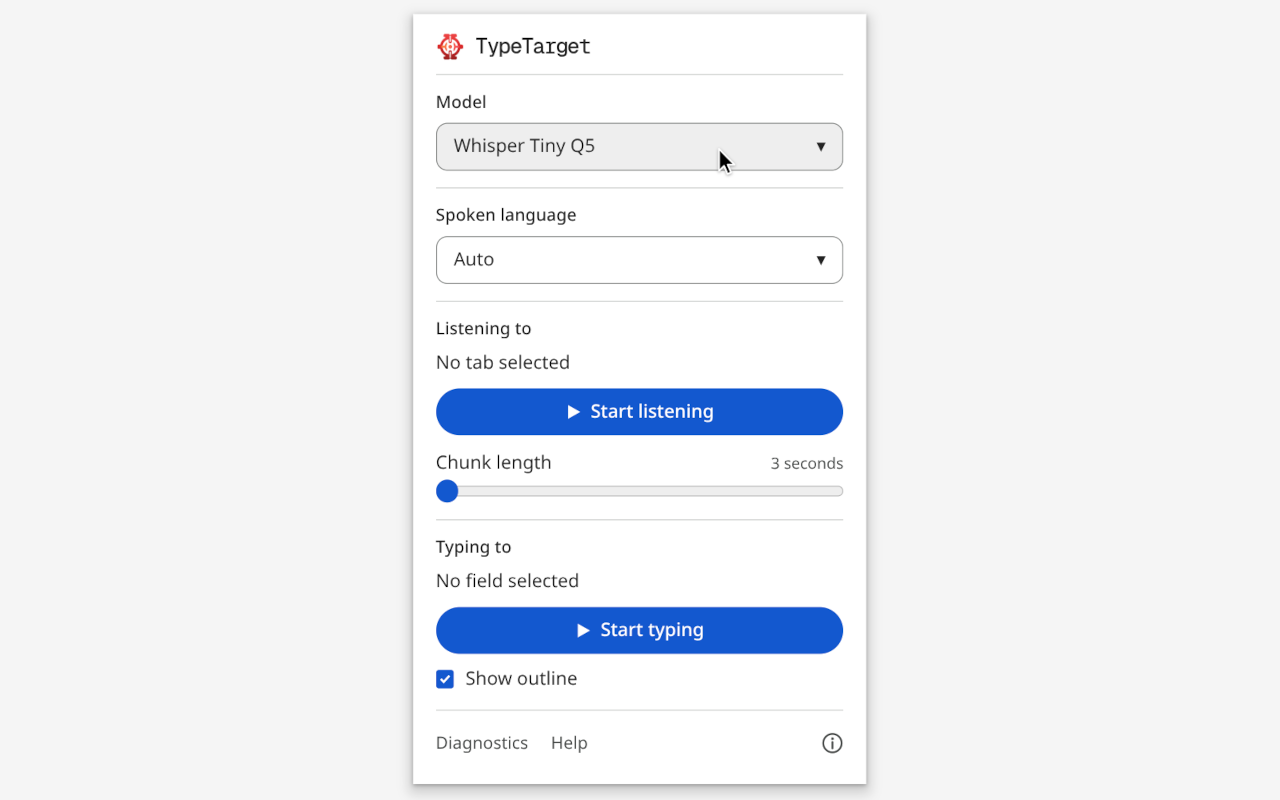 TypeTarget
Model
Whisper Tiny Q5
Spoken language
Auto
Listening to
No tab selected
Start listening
Chunk length 3 seconds
Typing to
No field selected
Start typing
Show outline
Diagnostics Help